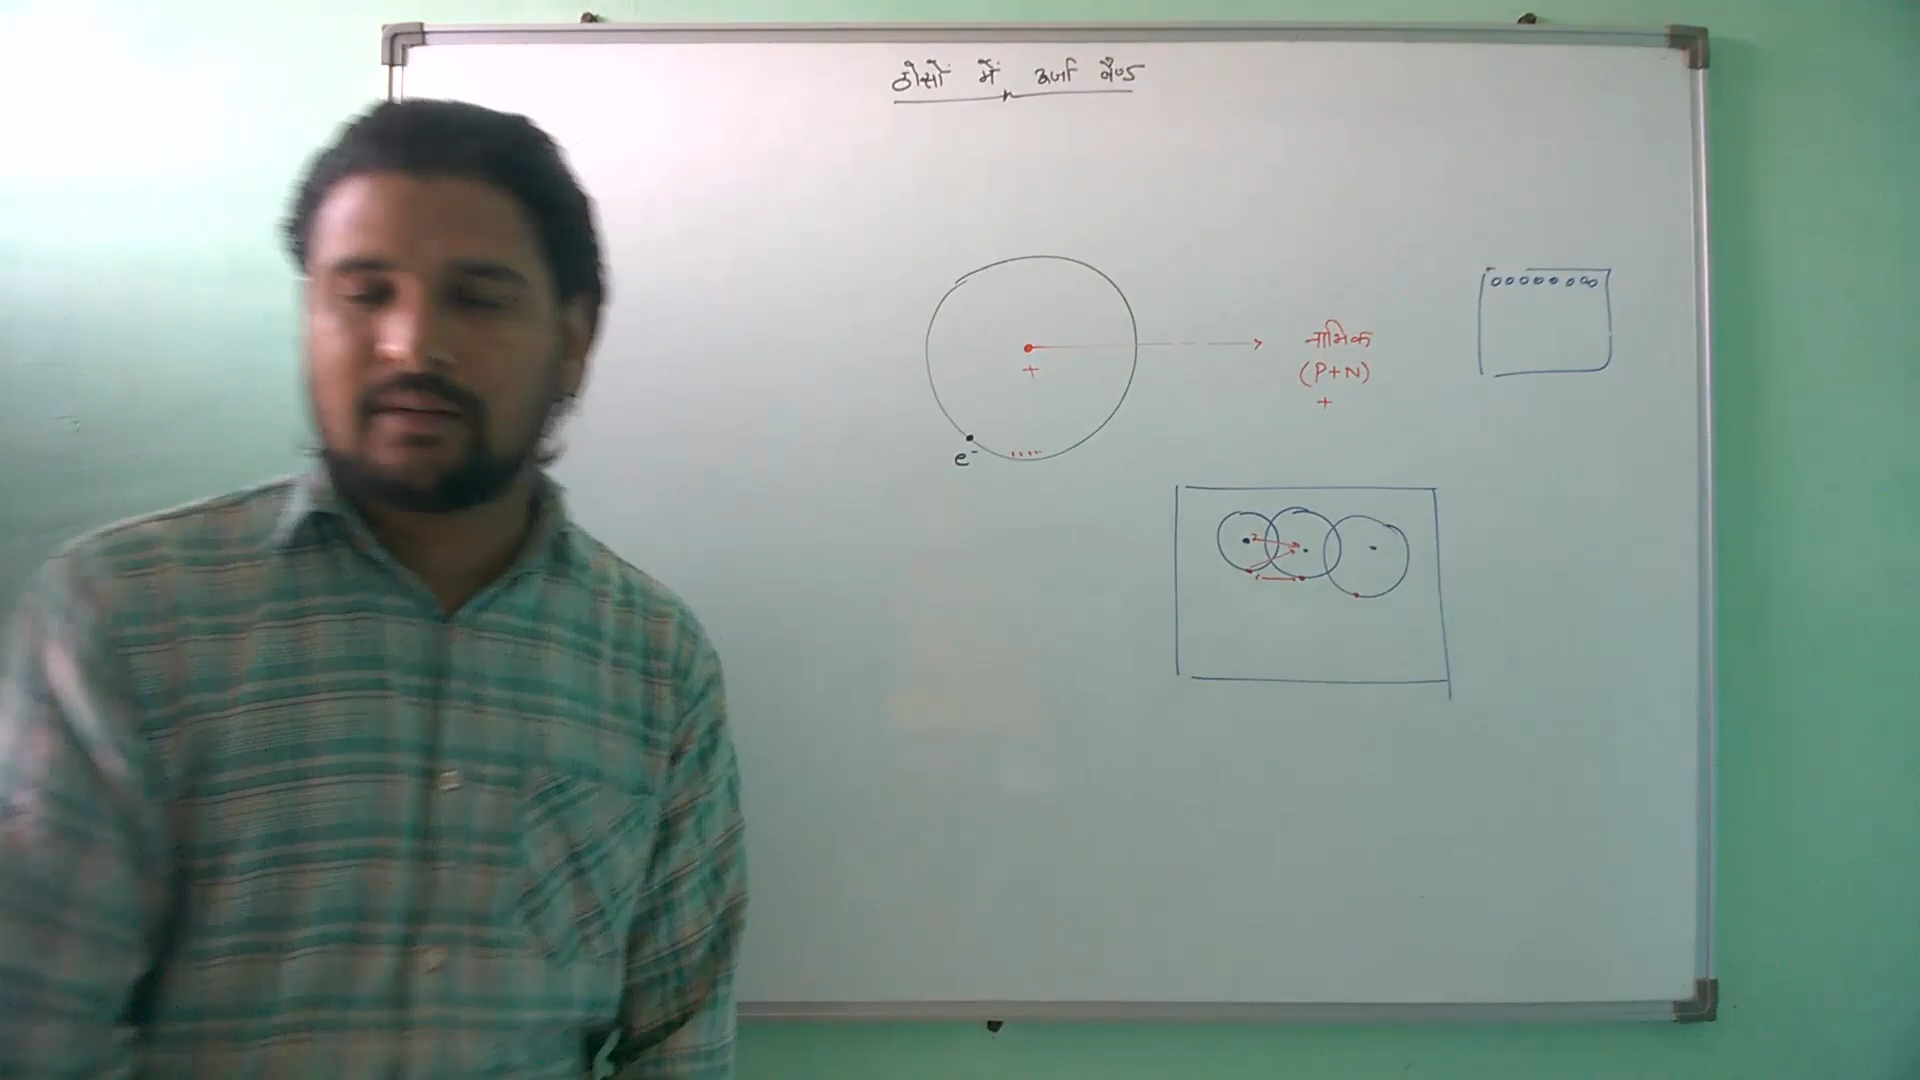 ठोसों में ऊर्जा बैण्ड
नाभिक
(P+N)
+
+
e⁻